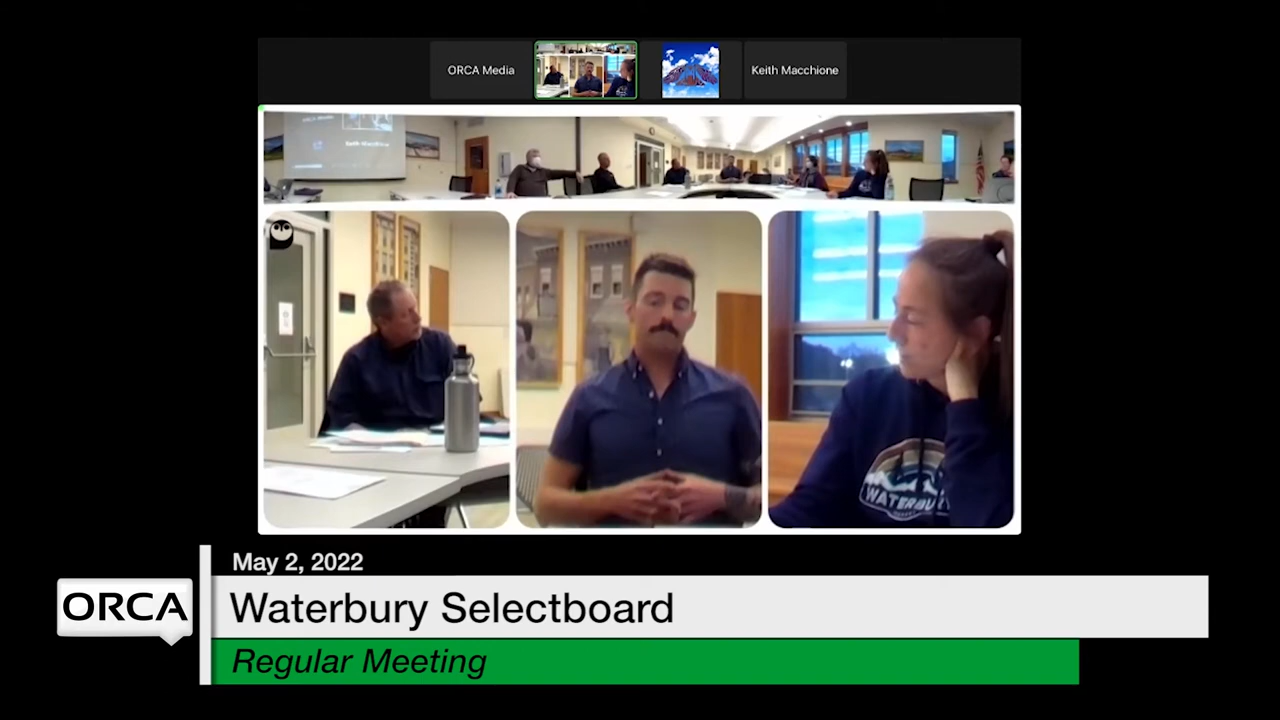 ORCA Media
Keith Macchione
WATERBURY
May 2, 2022
ORCA
Waterbury Selectboard
Regular Meeting